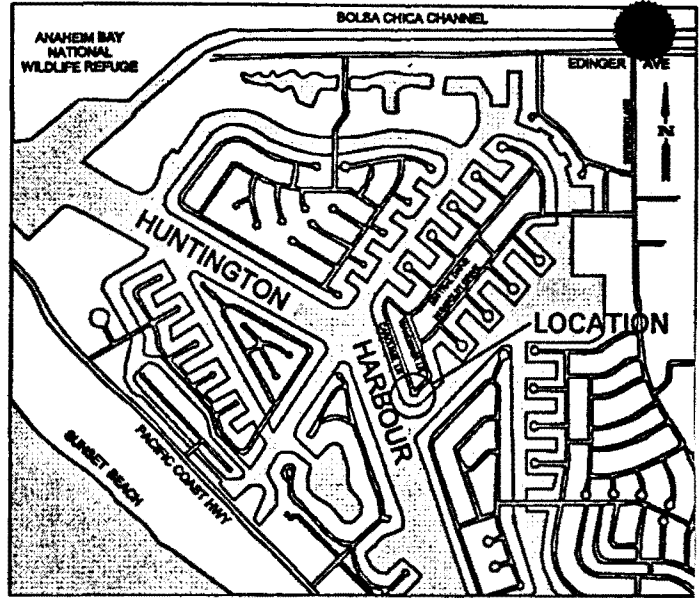 BOLSA CHICA CHANNEL
ANAHEIM BAY
NATIONAL
WILDLIFE REFUGE
EDINGER AVE
N
HUNTINGTON
LOCATION
HARBOUR
PACIFIC COAST HWY
SUNSET BEACH